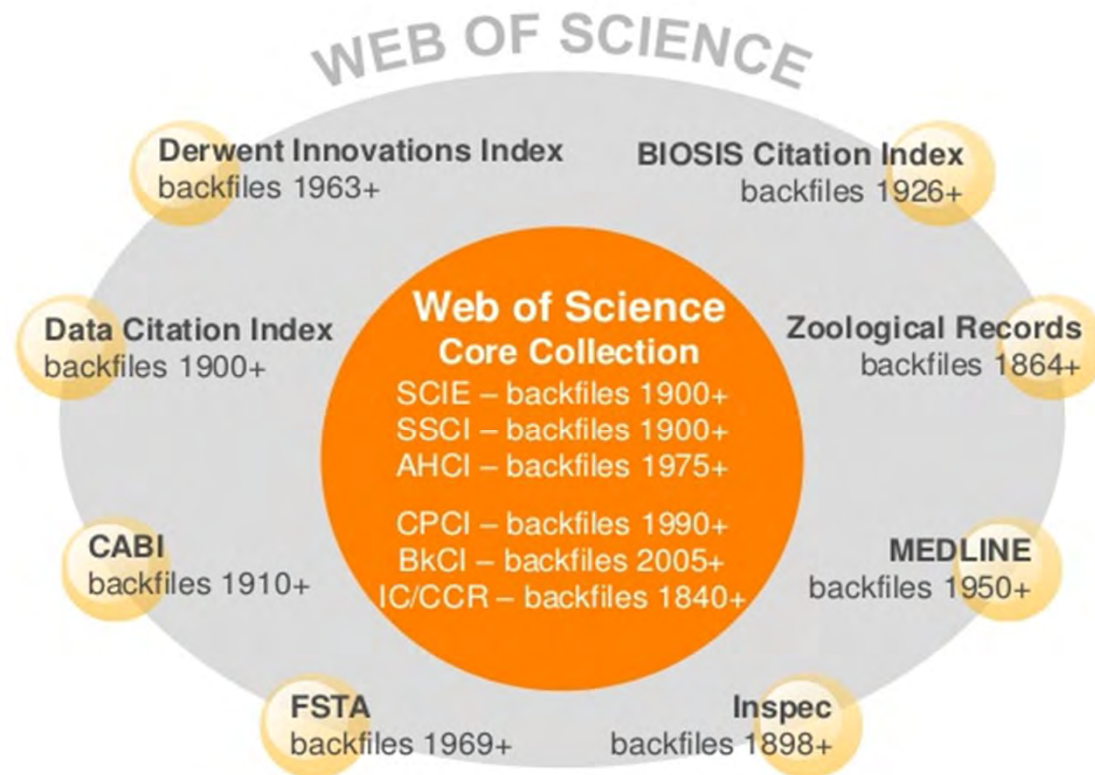 WEB OF SCIENCE
Derwent Innovations Index
backfiles 1963+
BIOSIS Citation Index
backfiles 1926+
Data Citation Index
backfiles 1900+
Web of Science
Core Collection
SCIE – backfiles 1900+
SSCI – backfiles 1900+
AHCI – backfiles 1975+
CPCI – backfiles 1990+
BkCI – backfiles 2005+
IC/CCR – backfiles 1840+
Zoological Records
backfiles 1864+
CABI
backfiles 1910+
MEDLINE
backfiles 1950+
FSTA
backfiles 1969+
Inspec
backfiles 1898+